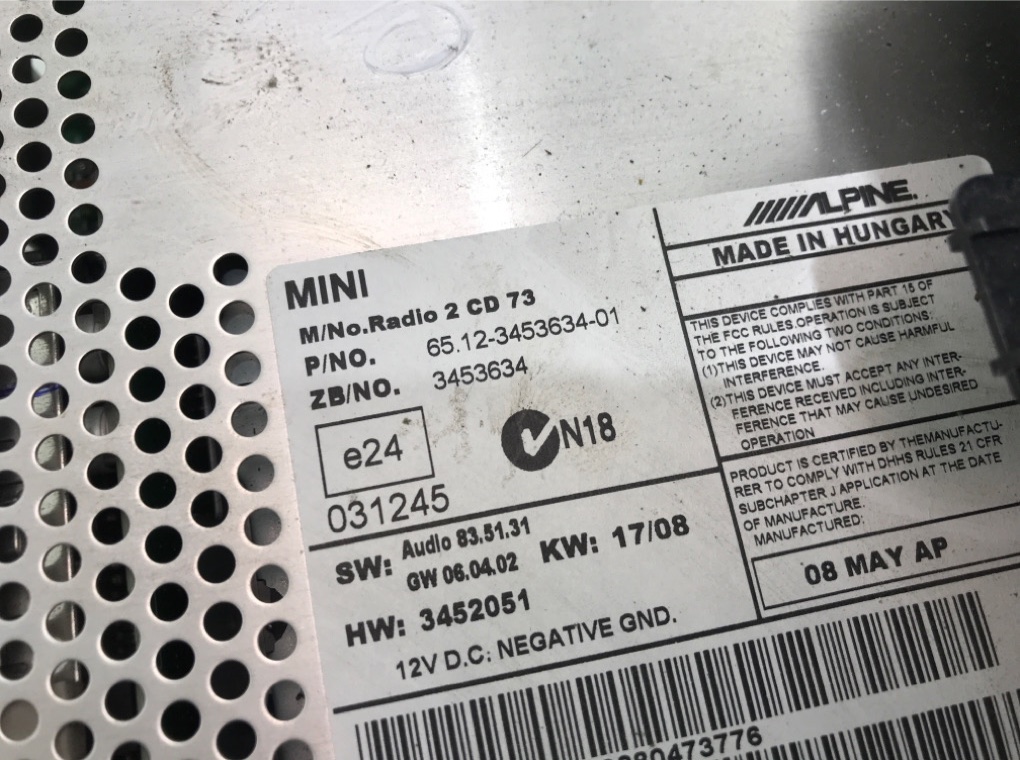 MINI
M/No.Radio 2 CD 73
P/NO. 65.12-3453634-01
ZB/NO. 3453634
e24
031245
N18
SW: Audio 83.51.31
GW 06.04.02
KW: 17/08
HW: 3452051
12V D.C: NEGATIVE GND.
ALPINE
MADE IN HUNGARY
THIS DEVICE COMPLIES WITH PART 15 OF
THE FCC RULES.OPERATION IS SUBJECT
TO THE FOLLOWING TWO CONDITIONS:
(1)THIS DEVICE MAY NOT CAUSE HARMFUL
INTERFERENCE.
(2)THIS DEVICE MUST ACCEPT ANY INTER-
FERENCE RECEIVED INCLUDING INTER-
FERENCE THAT MAY CAUSE UNDESIRED
OPERATION
PRODUCT IS CERTIFIED BY THEMANUFACTU-
RER TO COMPLY WITH DHHS RULES 21 CFR
SUBCHAPTER J APPLICATION AT THE DATE
OF MANUFACTURE.
MANUFACTURED:
08 MAY AP